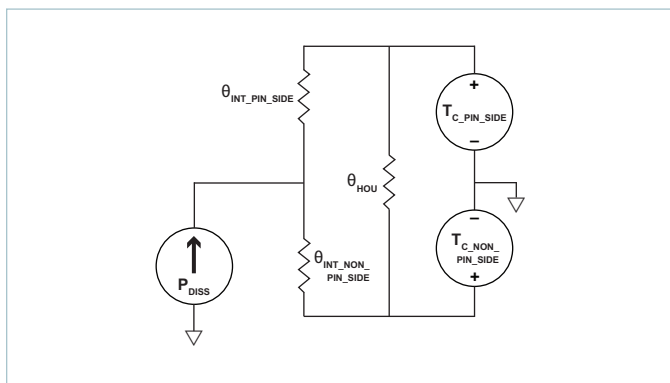 θINT_PIN_SIDE
+
TC_PIN_SIDE
–
θHOU
–
TC_NON_
PIN_SIDE
+
θINT_NON_
PIN_SIDE
PDISS